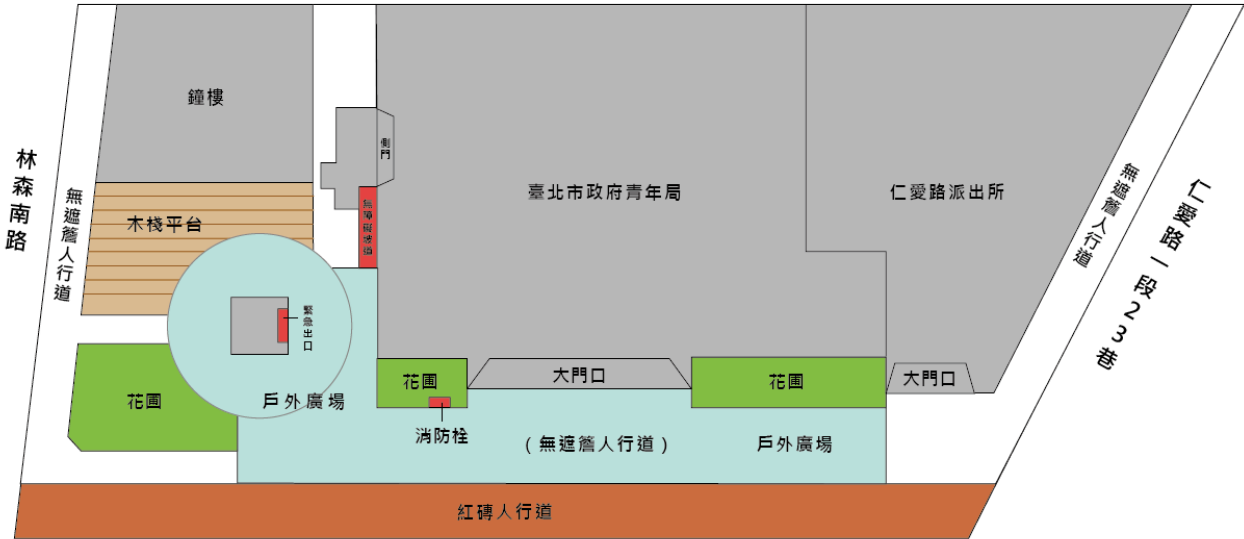 鐘樓
側門
臺北市政府青年局
仁愛路派出所
林森南路
無遮簷人行道
木棧平台
無障礙坡道
無遮簷人行道
仁愛路一段23巷
緊急出口
花圃
戶外廣場
花圃
大門口
花圃
大門口
消防栓
(無遮簷人行道)
戶外廣場
紅磚人行道